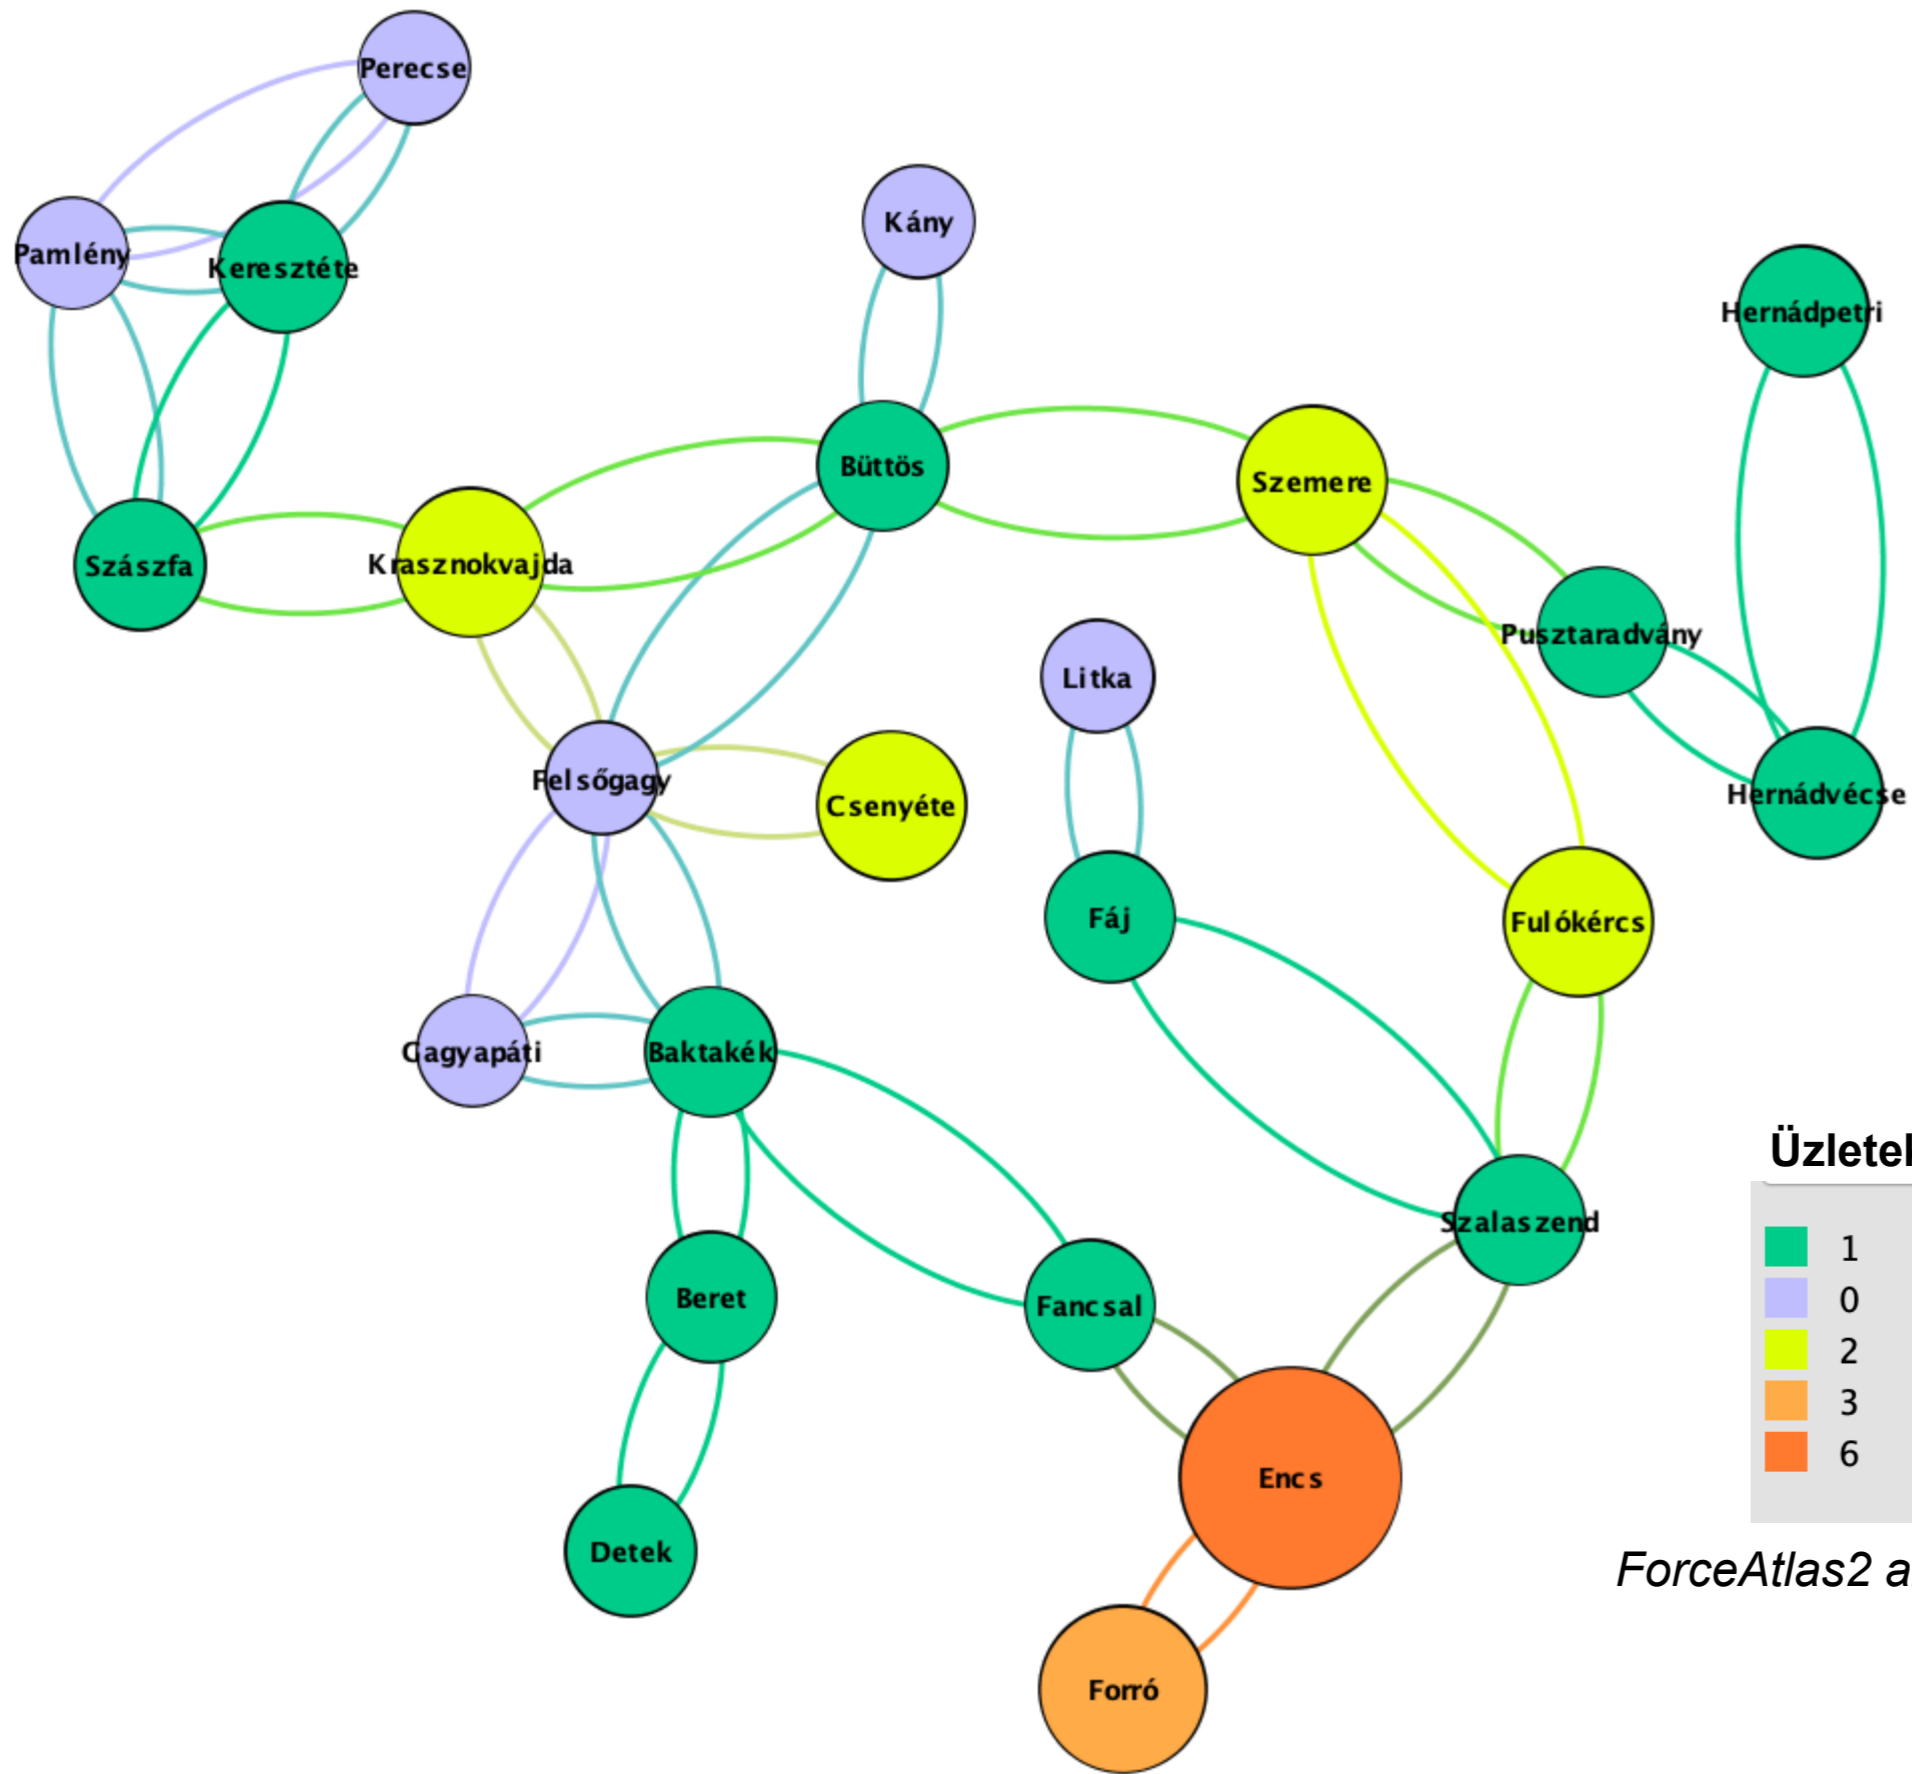 Perecse
Kány
Pamlény
Keresztéte
Hernádpetri
Büttös
Szemere
Szászfa
Krasznokvajda
Pusztaradvány
Litka
Felsőgagy
Csenyéte
Hernádvécse
Fáj
Fulókércs
Gagyapáti
Baktakék
Szalaszend
Beret
Fancsal
Encs
Detek
Forró
1
0
2
3
6
ForceAtlas2